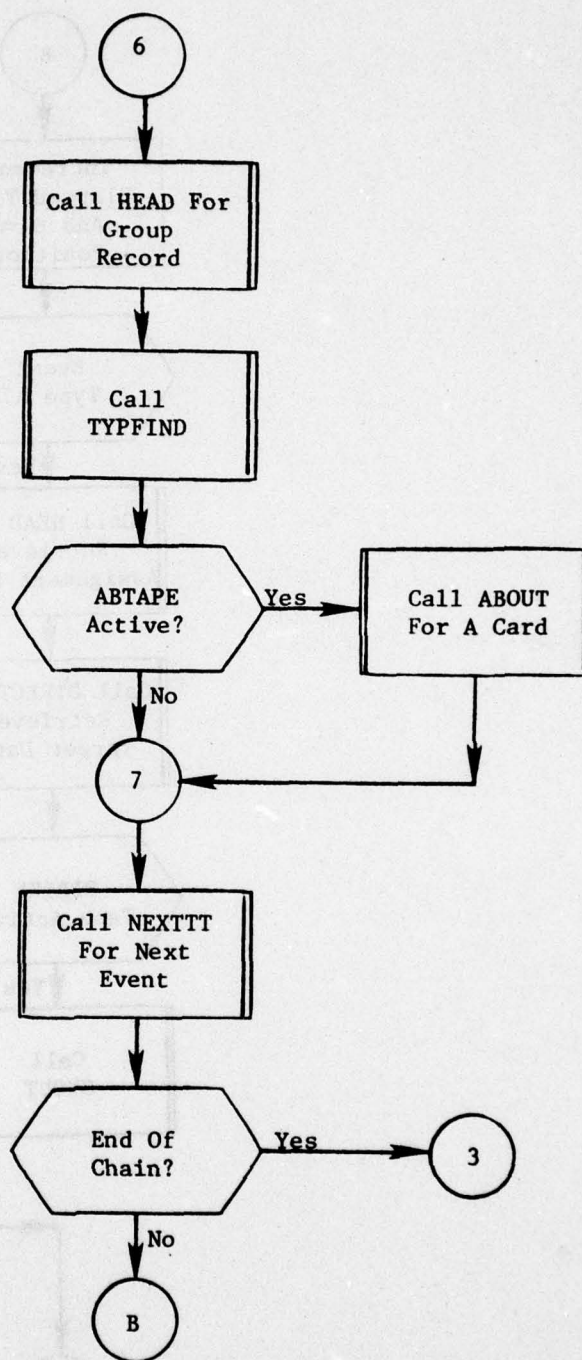 6
Call HEAD For
Group
Record
Call
TYPFIND
ABTAPE
Active?
Yes
Call ABOUT
For A Card
No
7
Call NEXTTT
For Next
Event
End Of
Chain?
Yes
3
No
B